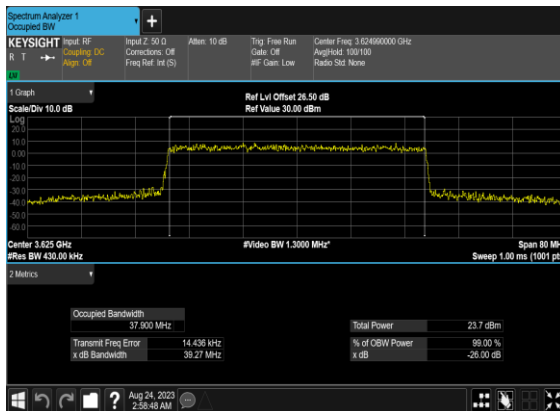 Spectrum Analyzer 1
Occupied BW
+
KEYSIGHT Input: RF Input Z: 50 Ω Atten: 10 dB Trig: Free Run Center Freq: 3.624990000 GHz
R T Coupling: DC Corrections: Off Gate: Off Avg|Hold: 100/100
Align: Off Freq Ref: Int (S) #IF Gain: Low Radio Std: None
1 Graph
Ref Lvl Offset 26.50 dB
Scale/Div 10.0 dB Ref Value 30.00 dBm
Log
20.0
10.0
0.00
-10.0
-20.0
-30.0
-40.0
-50.0
-60.0
Center 3.625 GHz #Video BW 1.3000 MHz* Span 80 MH
#Res BW 430.00 kHz Sweep 1.00 ms (1001 pts
2 Metrics
Occupied Bandwidth
37.900 MHz Total Power 23.7 dBm
Transmit Freq Error 14.436 kHz % of OBW Power 99.00 %
x dB Bandwidth 39.27 MHz x dB -26.00 dB
? Aug 24, 2023
2:58:48 AM